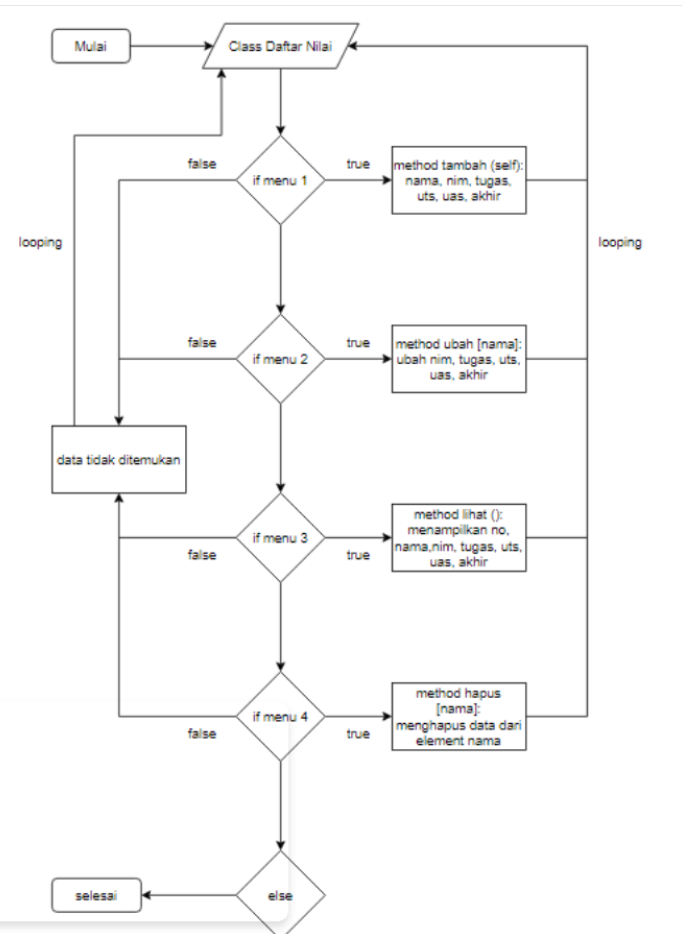 Mulai
Class Daftar Nilai
false
if menu 1
true
method tambah (self):
nama, nim, tugas,
uts, uas, akhir
looping
looping
false
if menu 2
true
method ubah [nama]:
ubah nim, tugas, uts,
uas, akhir
data tidak ditemukan
false
if menu 3
true
method lihat ():
menampilkan no,
nama,nim, tugas, uts,
uas, akhir
false
if menu 4
true
method hapus
[nama]:
menghapus data dari
element nama
selesai
else